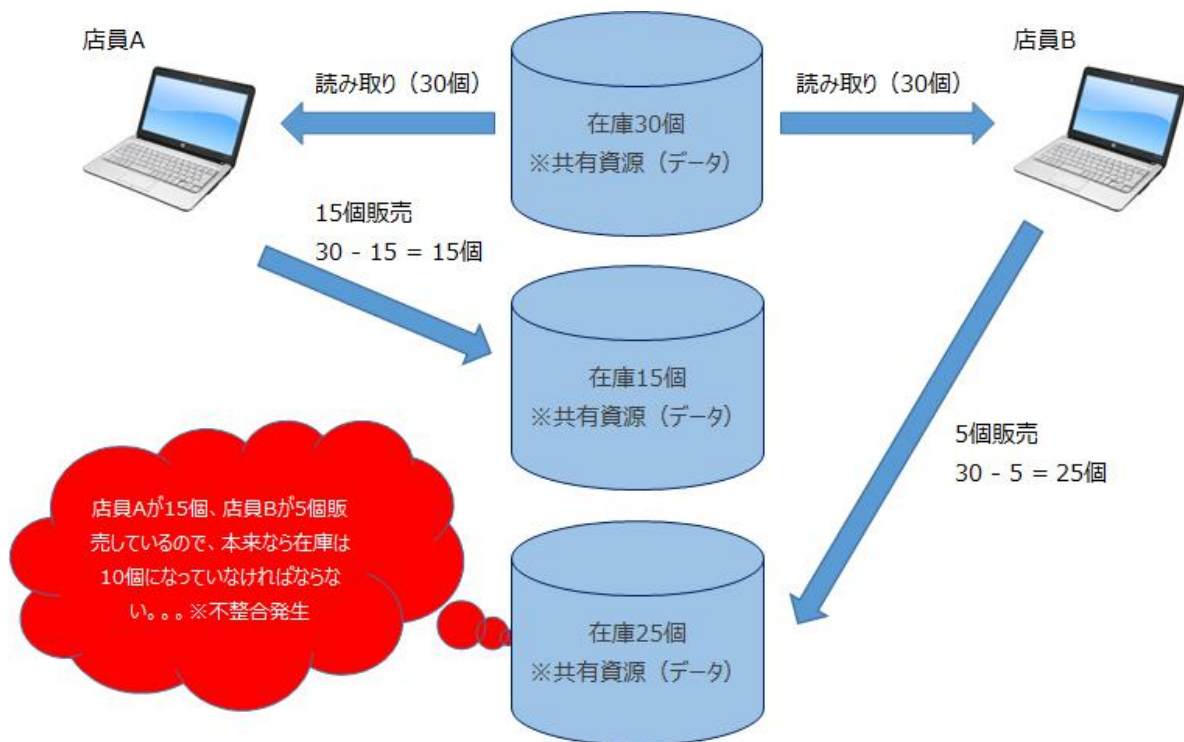 店員A
店員B
読み取り（30個）
読み取り（30個）
在庫30個
※共有資源（データ）
15個販売
30 - 15 = 15個
在庫15個
※共有資源（データ）
5個販売
30 - 5 = 25個
店員Aが15個、店員Bが5個販
売しているので、本来なら在庫は
10個になっていなければならな
い。。。※不整合発生
在庫25個
※共有資源（データ）